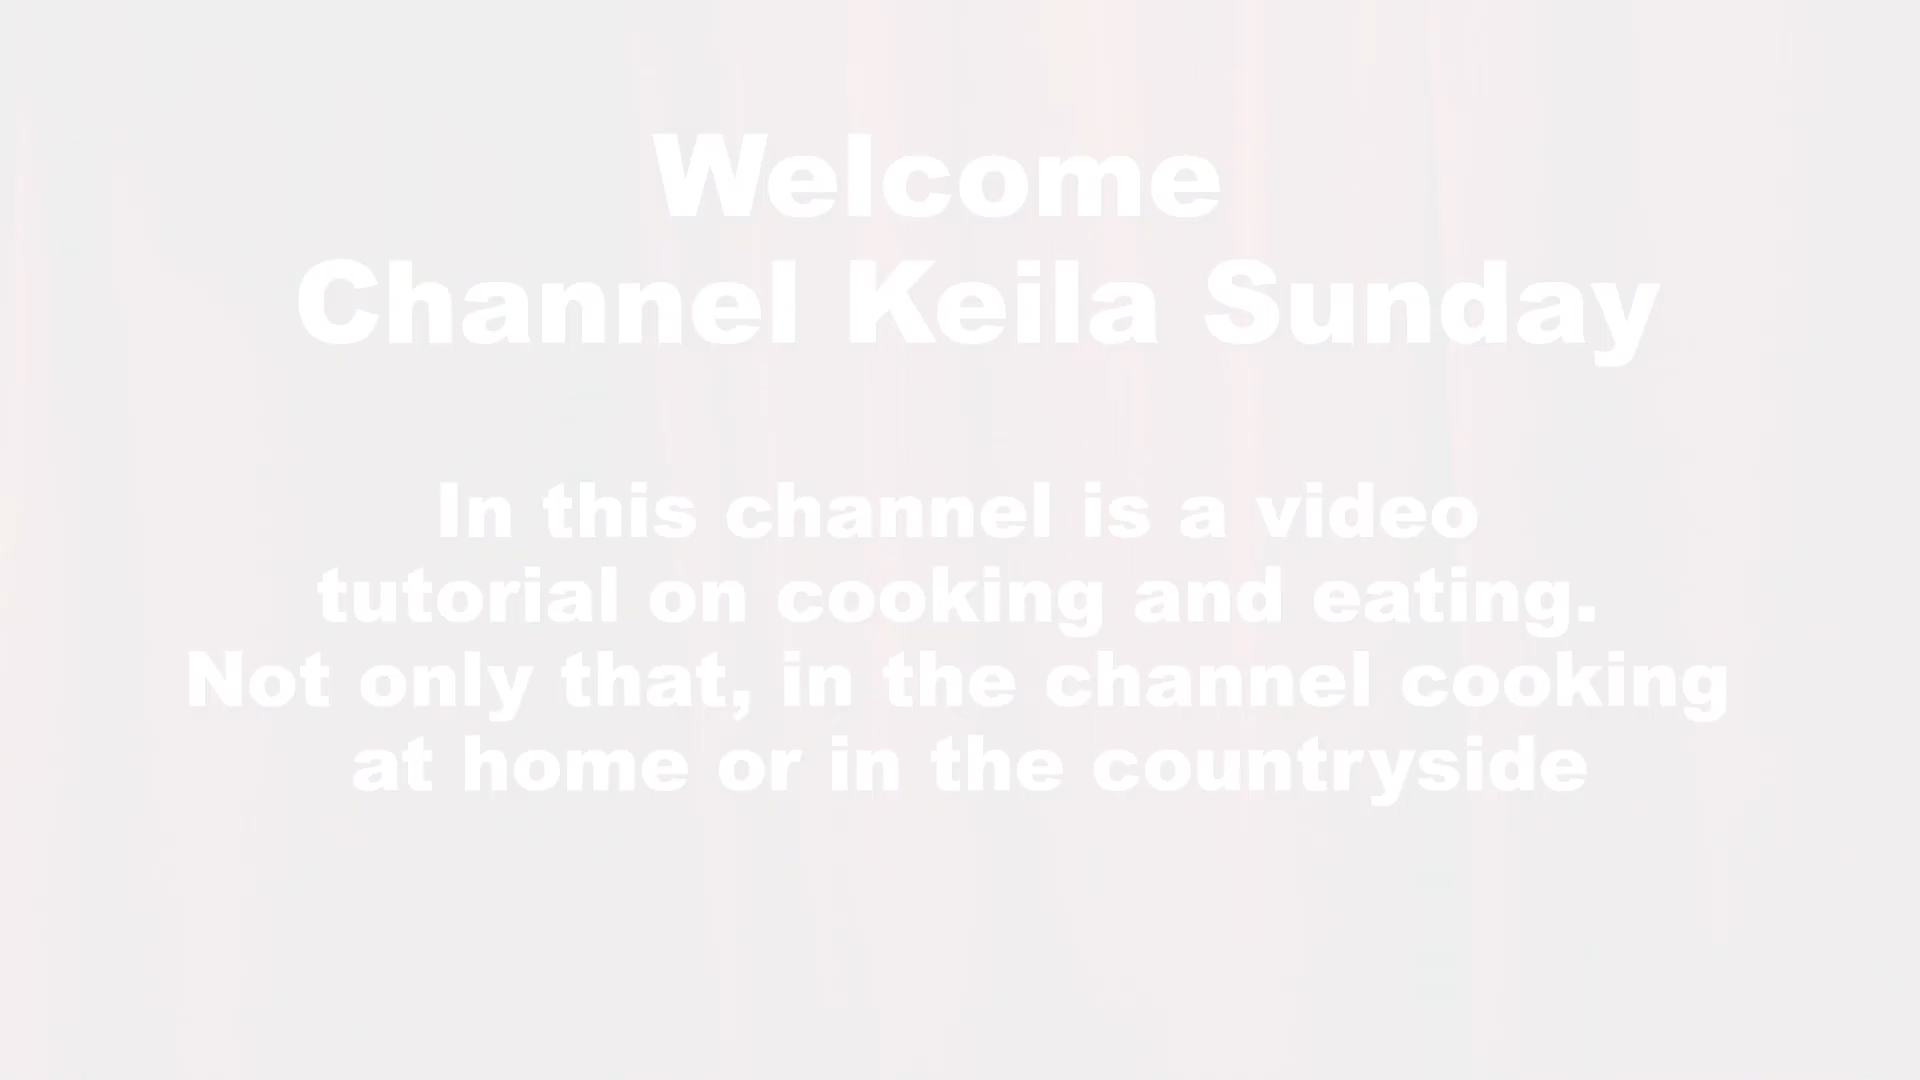 Welcome
Channel Keila Sunday
In this channel is a video
tutorial on cooking and eating.
Not only that, in the channel cooking
at home or in the countryside